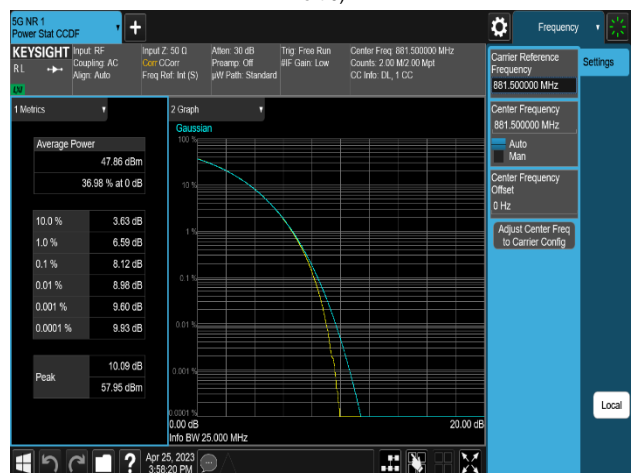 5G NR 1
Power Stat CCDF
Frequency
KEYSIGHT
R L
LXI
Input: RF
Coupling: AC
Align: Auto
Input Z: 50 Ω
Corr CCorr
Freq Ref: Int (S)
Atten: 30 dB
Preamp: Off
µW Path: Standard
Trig: Free Run
#IF Gain: Low
Center Freq: 881.500000 MHz
Counts: 2.00 M/2.00 Mpt
CC Info: DL, 1 CC
1 Metrics
Average Power
47.86 dBm
36.98 % at 0 dB
10.0 % 3.63 dB
1.0 % 6.59 dB
0.1 % 8.12 dB
0.01 % 8.98 dB
0.001 % 9.60 dB
0.0001 % 9.93 dB
Peak
10.09 dB
57.95 dBm
2 Graph
Gaussian
100 %
10 %
1 %
0.1 %
0.01 %
0.001 %
0.0001 %
0.00 dB 20.00 dB
Info BW 25.000 MHz
Carrier Reference
Frequency
881.500000 MHz
Center Frequency
881.500000 MHz
Auto
Man
Center Frequency
Offset
0 Hz
Adjust Center Freq
to Carrier Config
Settings
Local
?
Apr 25, 2023
3:58:20 PM